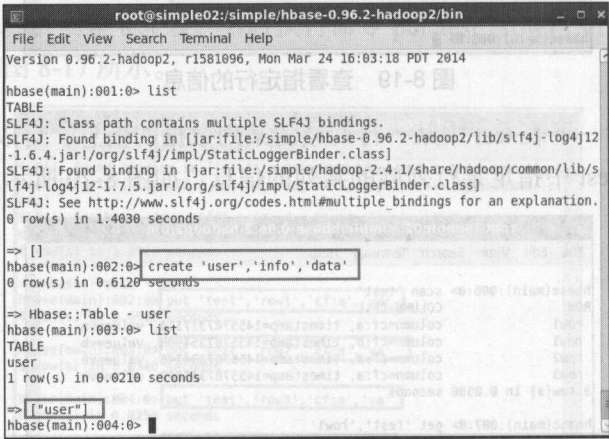 root@simple02:/simple/hbase-0.96.2-hadoop2/bin
File Edit View Search Terminal Help
Version 0.96.2-hadoop2, r1581096, Mon Mar 24 16:03:18 PDT 2014
hbase(main):001:0> list
TABLE
SLF4J: Class path contains multiple SLF4J bindings.
SLF4J: Found binding in [jar:file:/simple/hbase-0.96.2-hadoop2/lib/slf4j-log4j12
-1.6.4.jar!/org/slf4j/impl/StaticLoggerBinder.class]
SLF4J: Found binding in [jar:file:/simple/hadoop-2.4.1/share/hadoop/common/lib/s
lf4j-log4j12-1.7.5.jar!/org/slf4j/impl/StaticLoggerBinder.class]
SLF4J: See http://www.slf4j.org/codes.html#multiple_bindings for an explanation.
0 row(s) in 1.4030 seconds
=> []
hbase(main):002:0> create 'user','info','data'
0 row(s) in 0.6120 seconds
=> Hbase::Table - user
hbase(main):003:0> list
TABLE
user
1 row(s) in 0.0210 seconds
=> ["user"]
hbase(main):004:0>